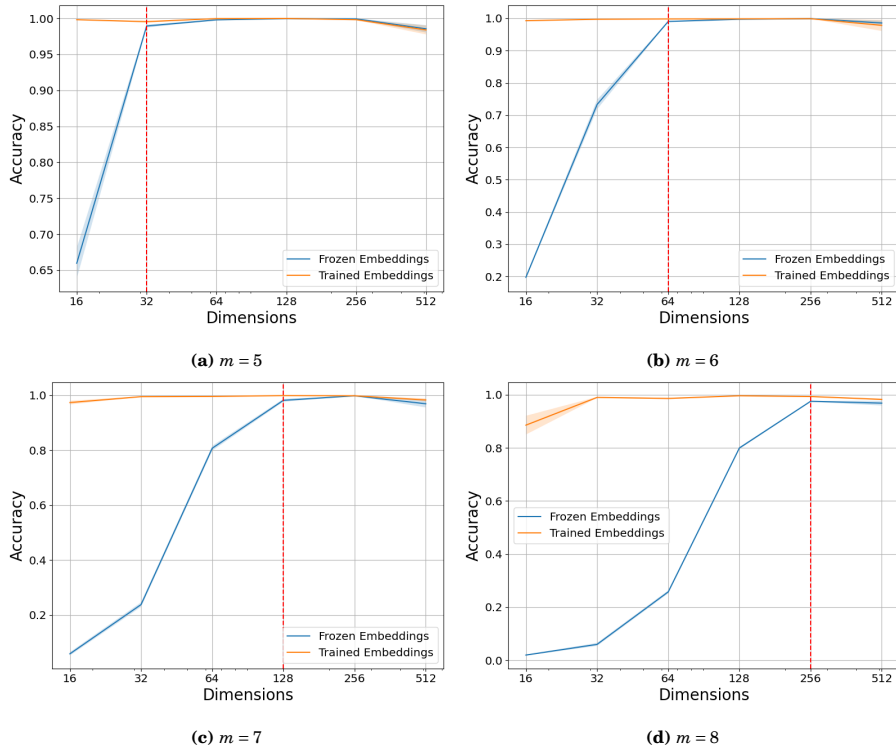 1.00
0.95
0.90
0.85
0.80
0.75
0.70
0.65
Accuracy
Frozen Embeddings
Trained Embeddings
16 32 64 128 256 512
Dimensions
(a) m = 5
1.0
0.9
0.8
0.7
0.6
0.5
0.4
0.3
0.2
Accuracy
Frozen Embeddings
Trained Embeddings
16 32 64 128 256 512
Dimensions
(b) m = 6
1.0
0.8
0.6
0.4
0.2
Accuracy
Frozen Embeddings
Trained Embeddings
16 32 64 128 256 512
Dimensions
(c) m = 7
1.0
0.8
0.6
0.4
0.2
0.0
Accuracy
Frozen Embeddings
Trained Embeddings
16 32 64 128 256 512
Dimensions
(d) m = 8